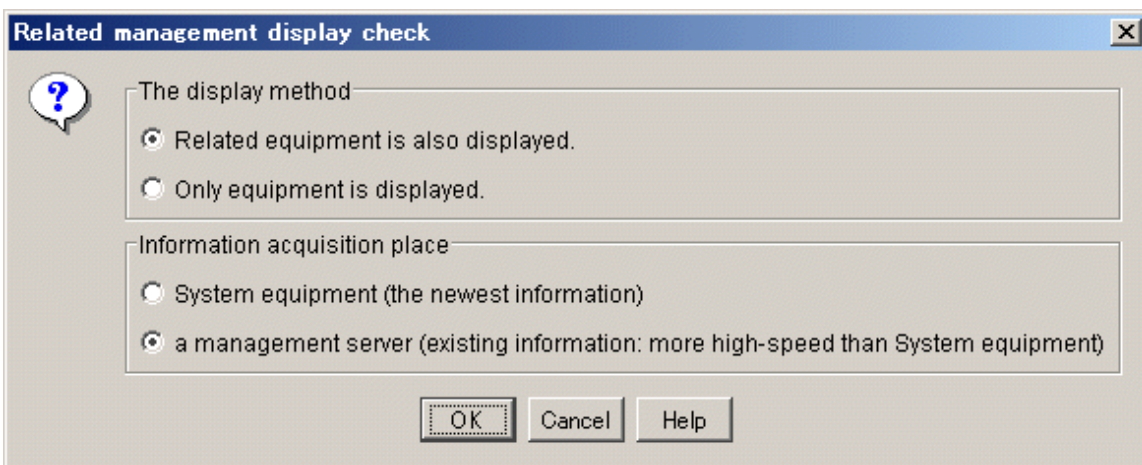 Related management display check
The display method
Related equipment is also displayed.
Only equipment is displayed.
Information acquisition place
System equipment (the newest information)
a management server (existing information: more high-speed than System equipment)
OK Cancel Help